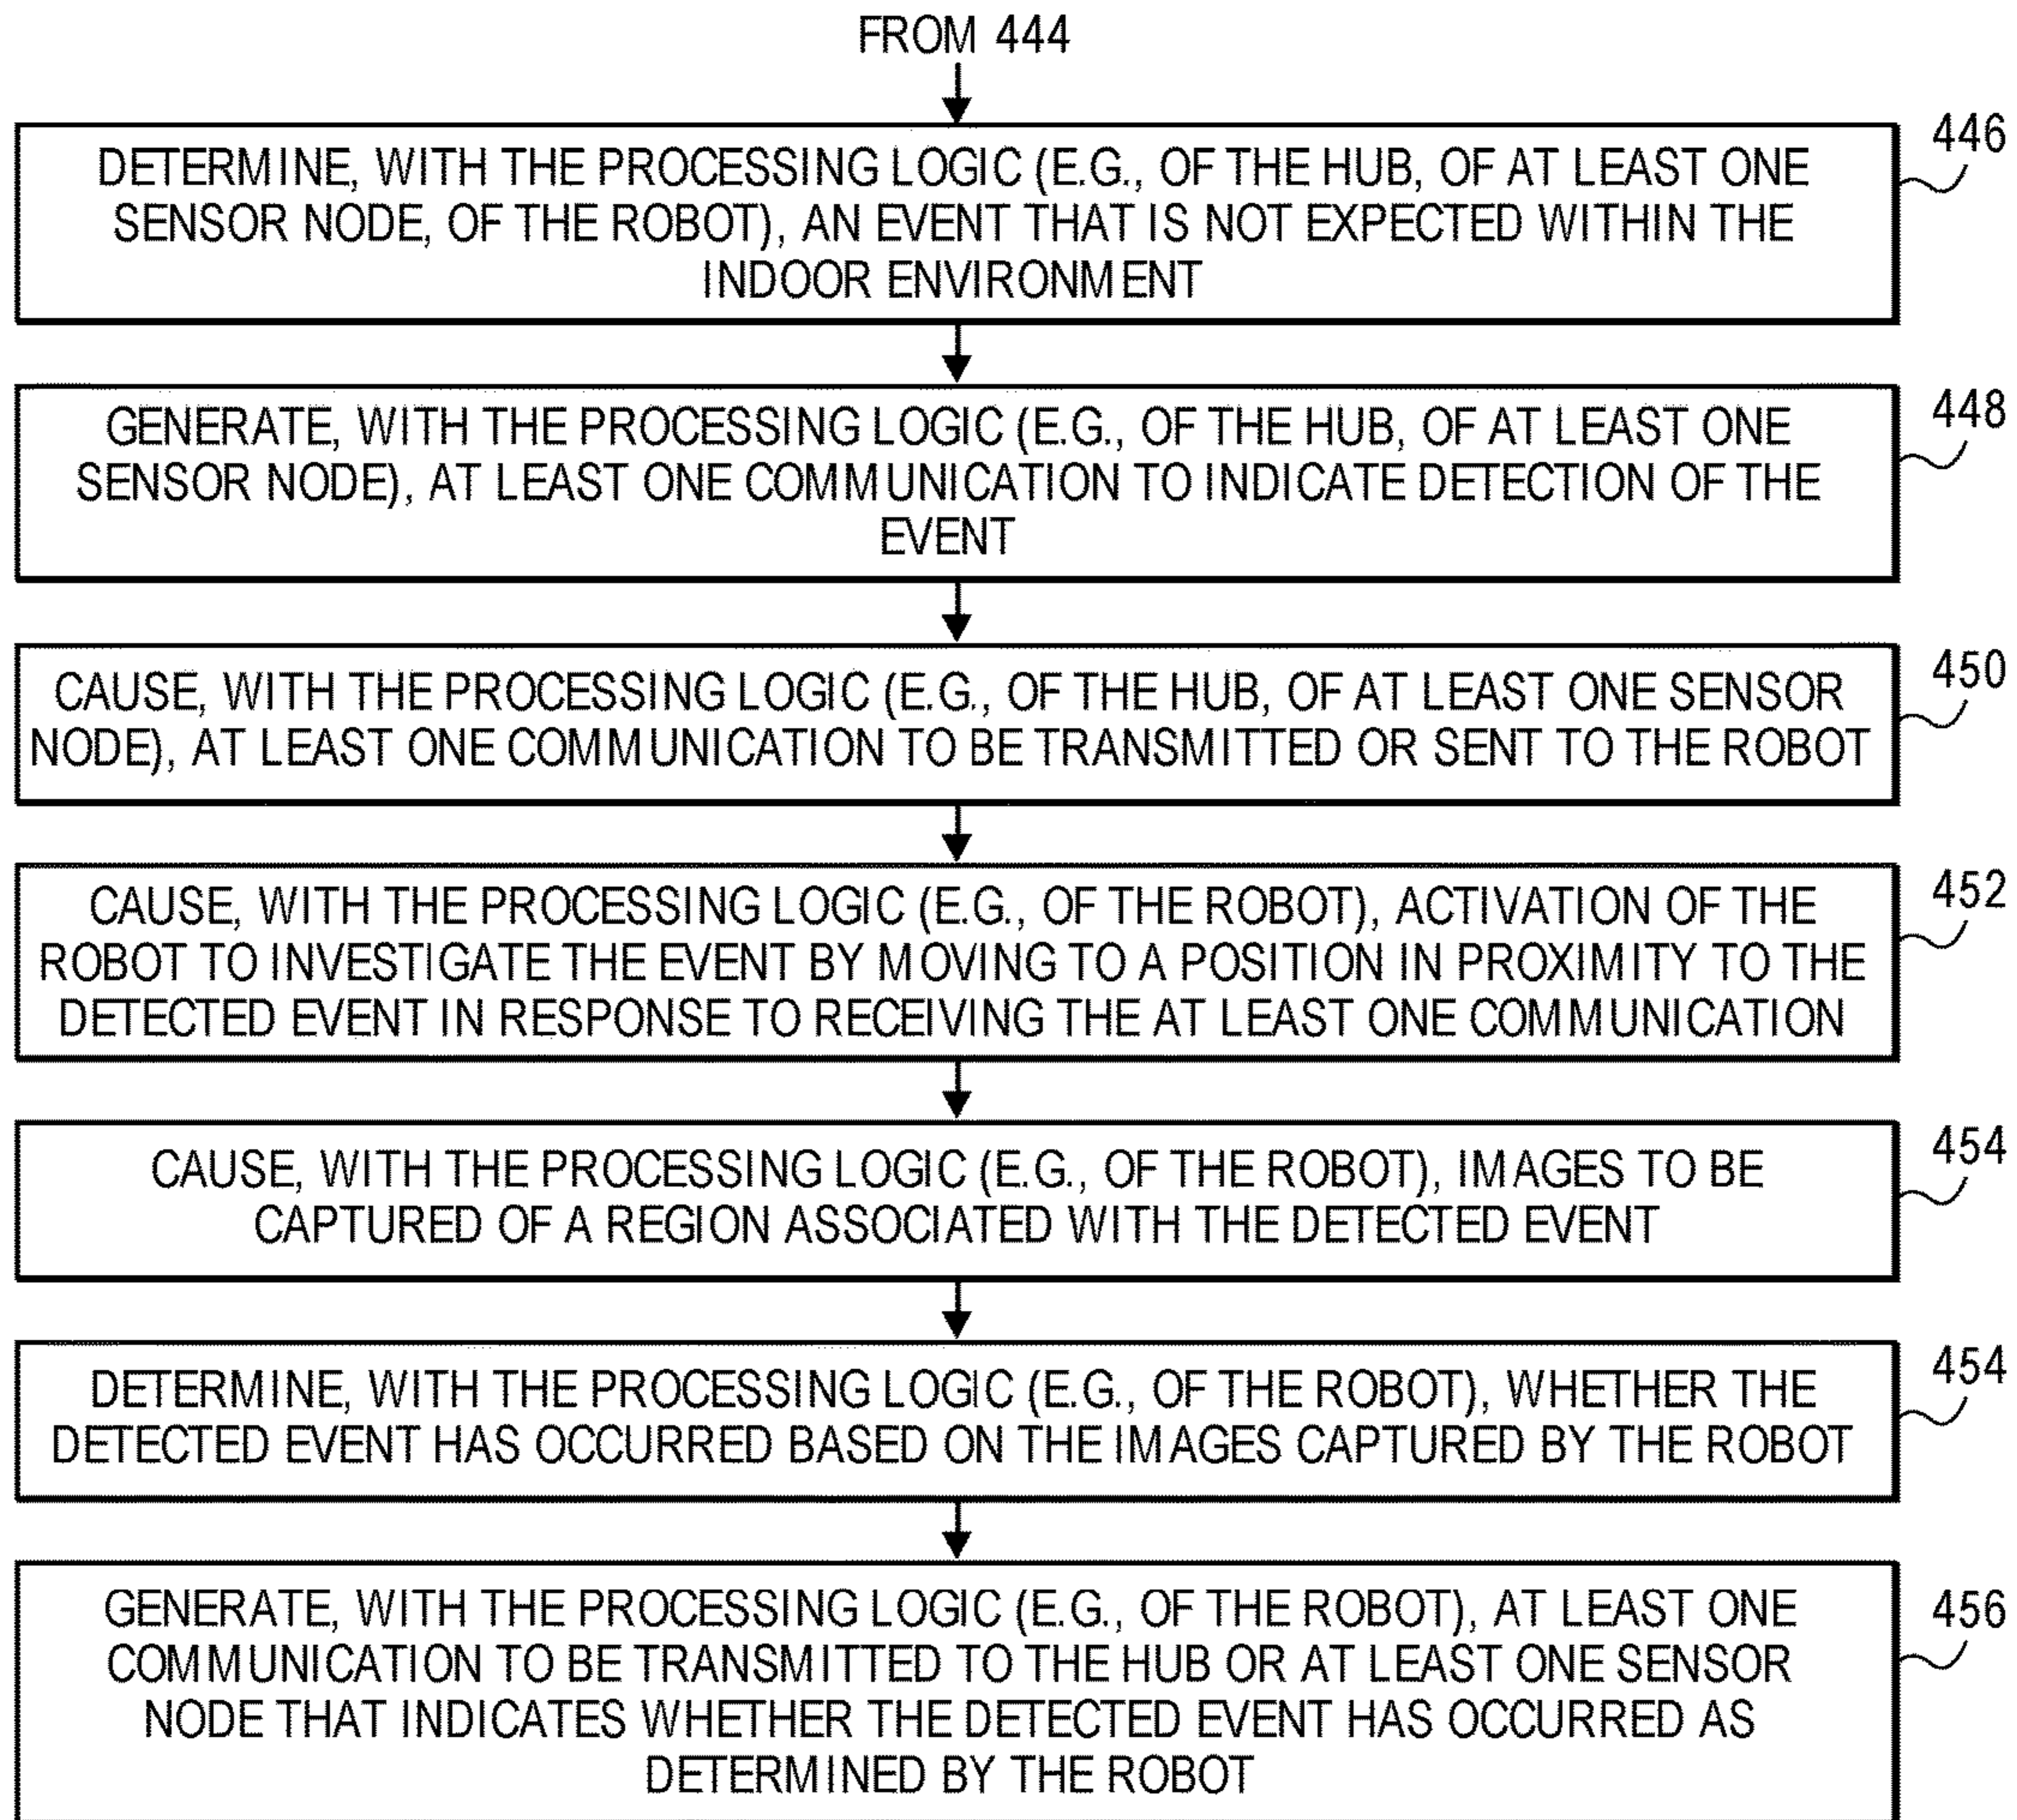 FROM 444
446
DETERMINE, WITH THE PROCESSING LOGIC (E.G., OF THE HUB, OF AT LEAST ONE
SENSOR NODE, OF THE ROBOT), AN EVENT THAT IS NOT EXPECTED WITHIN THE
INDOOR ENVIRONMENT
448
GENERATE, WITH THE PROCESSING LOGIC (E.G., OF THE HUB, OF AT LEAST ONE
SENSOR NODE), AT LEAST ONE COMMUNICATION TO INDICATE DETECTION OF THE
EVENT
450
CAUSE, WITH THE PROCESSING LOGIC (E.G., OF THE HUB, OF AT LEAST ONE SENSOR
NODE), AT LEAST ONE COMMUNICATION TO BE TRANSMITTED OR SENT TO THE ROBOT
452
CAUSE, WITH THE PROCESSING LOGIC (E.G., OF THE ROBOT), ACTIVATION OF THE
ROBOT TO INVESTIGATE THE EVENT BY MOVING TO A POSITION IN PROXIMITY TO THE
DETECTED EVENT IN RESPONSE TO RECEIVING THE AT LEAST ONE COMMUNICATION
454
CAUSE, WITH THE PROCESSING LOGIC (E.G., OF THE ROBOT), IMAGES TO BE
CAPTURED OF A REGION ASSOCIATED WITH THE DETECTED EVENT
454
DETERMINE, WITH THE PROCESSING LOGIC (E.G., OF THE ROBOT), WHETHER THE
DETECTED EVENT HAS OCCURRED BASED ON THE IMAGES CAPTURED BY THE ROBOT
456
GENERATE, WITH THE PROCESSING LOGIC (E.G., OF THE ROBOT), AT LEAST ONE
COMMUNICATION TO BE TRANSMITTED TO THE HUB OR AT LEAST ONE SENSOR
NODE THAT INDICATES WHETHER THE DETECTED EVENT HAS OCCURRED AS
DETERMINED BY THE ROBOT